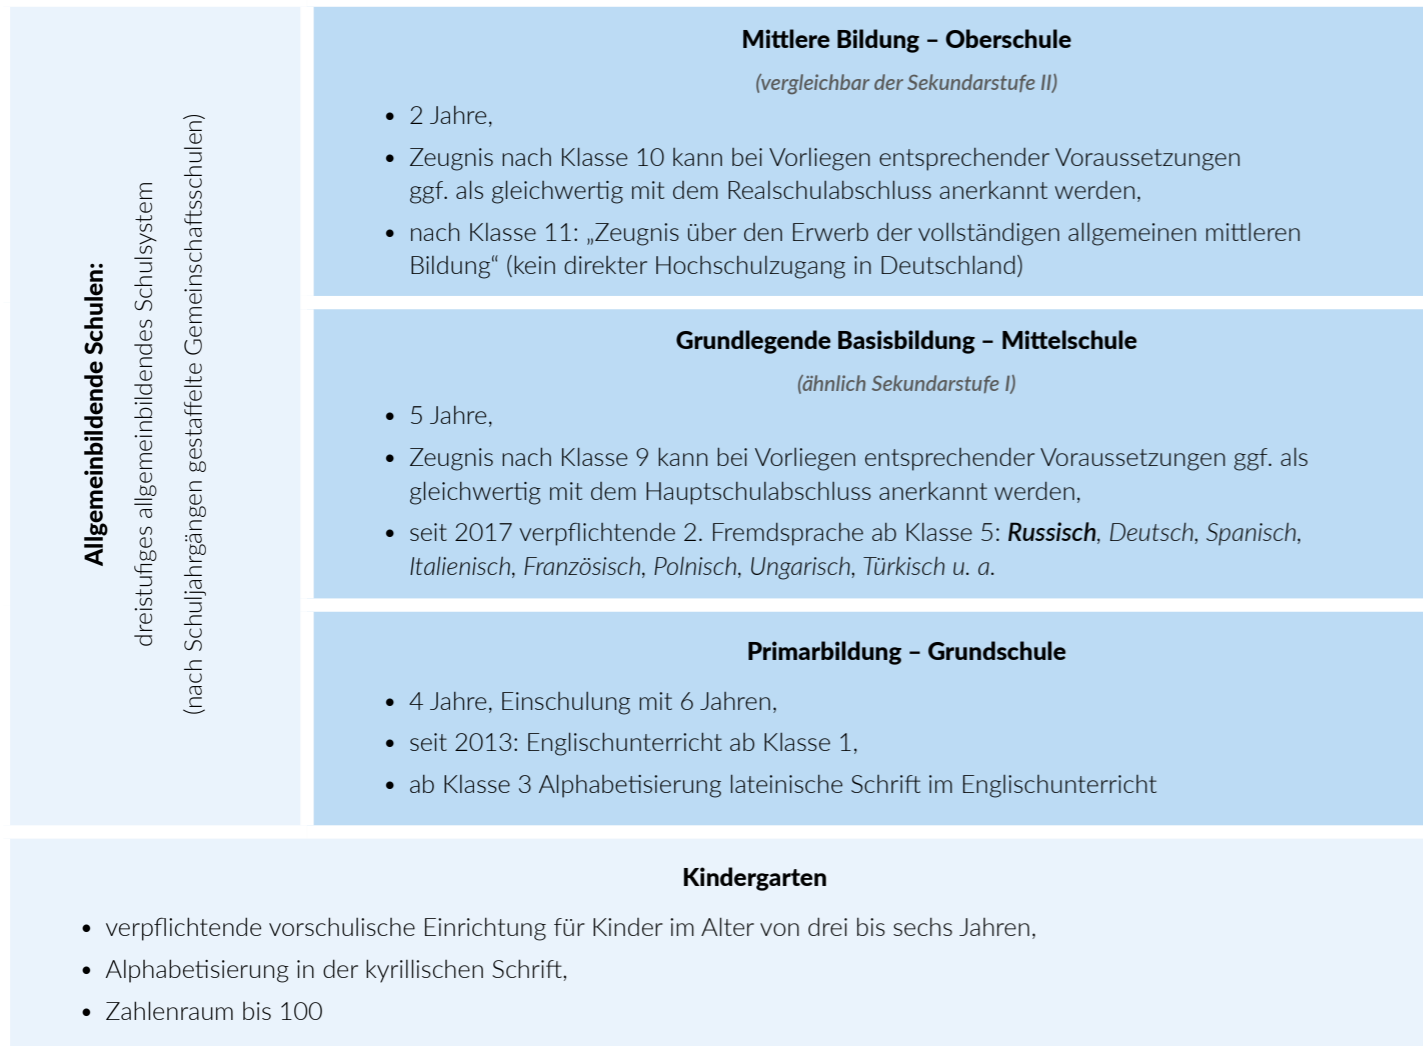 Allgemeinbildende Schulen:
dreistufiges allgemeinbildendes Schulsystem
(nach Schuljahrgängen gestaffelte Gemeinschaftsschulen)
Mittlere Bildung – Oberschule
(vergleichbar der Sekundarstufe II)
• 2 Jahre,
• Zeugnis nach Klasse 10 kann bei Vorliegen entsprechender Voraussetzungen
ggf. als gleichwertig mit dem Realschulabschluss anerkannt werden,
• nach Klasse 11: „Zeugnis über den Erwerb der vollständigen allgemeinen mittleren
Bildung“ (kein direkter Hochschulzugang in Deutschland)
Grundlegende Basisbildung – Mittelschule
(ähnlich Sekundarstufe I)
• 5 Jahre,
• Zeugnis nach Klasse 9 kann bei Vorliegen entsprechender Voraussetzungen ggf. als
gleichwertig mit dem Hauptschulabschluss anerkannt werden,
• seit 2017 verpflichtende 2. Fremdsprache ab Klasse 5: Russisch, Deutsch, Spanisch,
Italienisch, Französisch, Polnisch, Ungarisch, Türkisch u. a.
Primarbildung – Grundschule
• 4 Jahre, Einschulung mit 6 Jahren,
• seit 2013: Englischunterricht ab Klasse 1,
• ab Klasse 3 Alphabetisierung lateinische Schrift im Englischunterricht
Kindergarten
• verpflichtende vorschulische Einrichtung für Kinder im Alter von drei bis sechs Jahren,
• Alphabetisierung in der kyrillischen Schrift,
• Zahlenraum bis 100